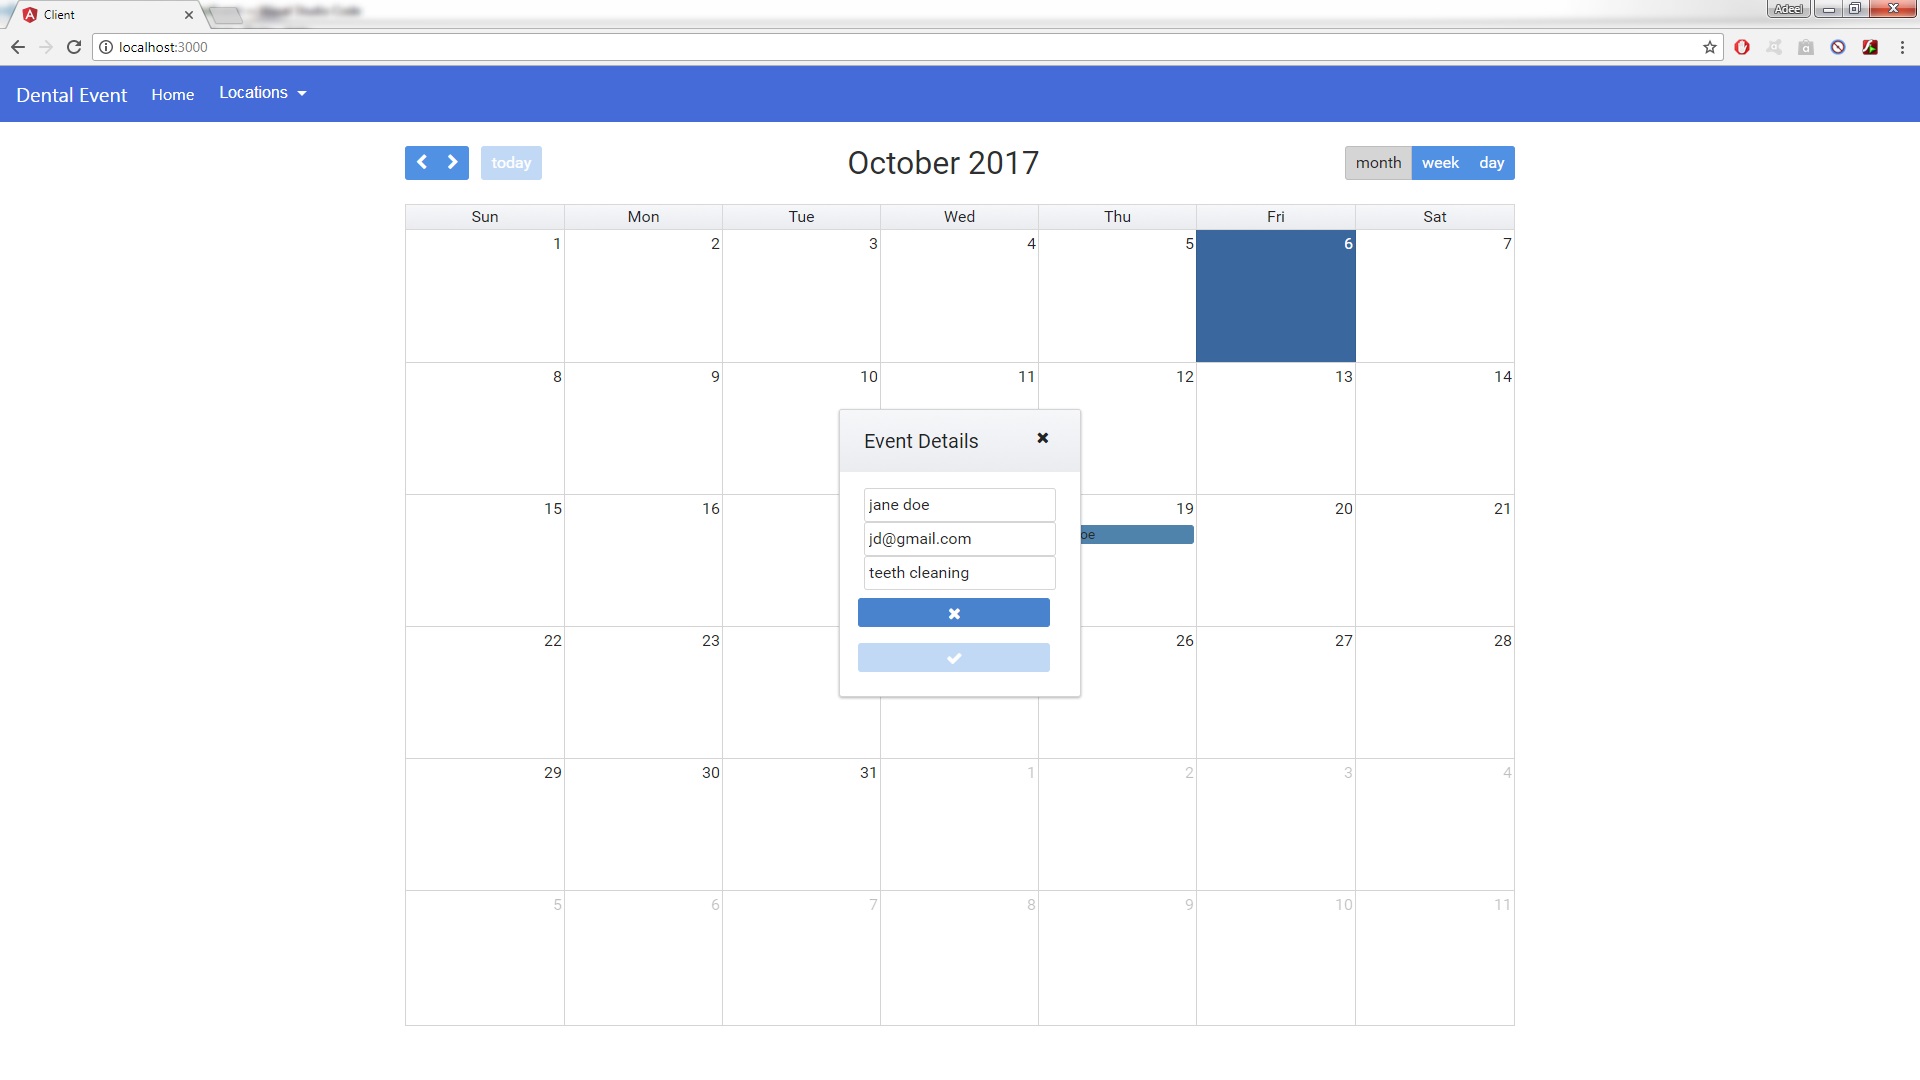 Client
Adeel
localhost:3000
Dental Event Home Locations
today October 2017 month week day
Sun Mon Tue Wed Thu Fri Sat
1 2 3 4 5 6 7
8 9 10 11 12 13 14
Event Details
jane doe
15 16 19 20 21
jd@gmail.com oe
teeth cleaning
22 23 26 27 28
29 30 31 1 2 3 4
5 6 7 8 9 10 11